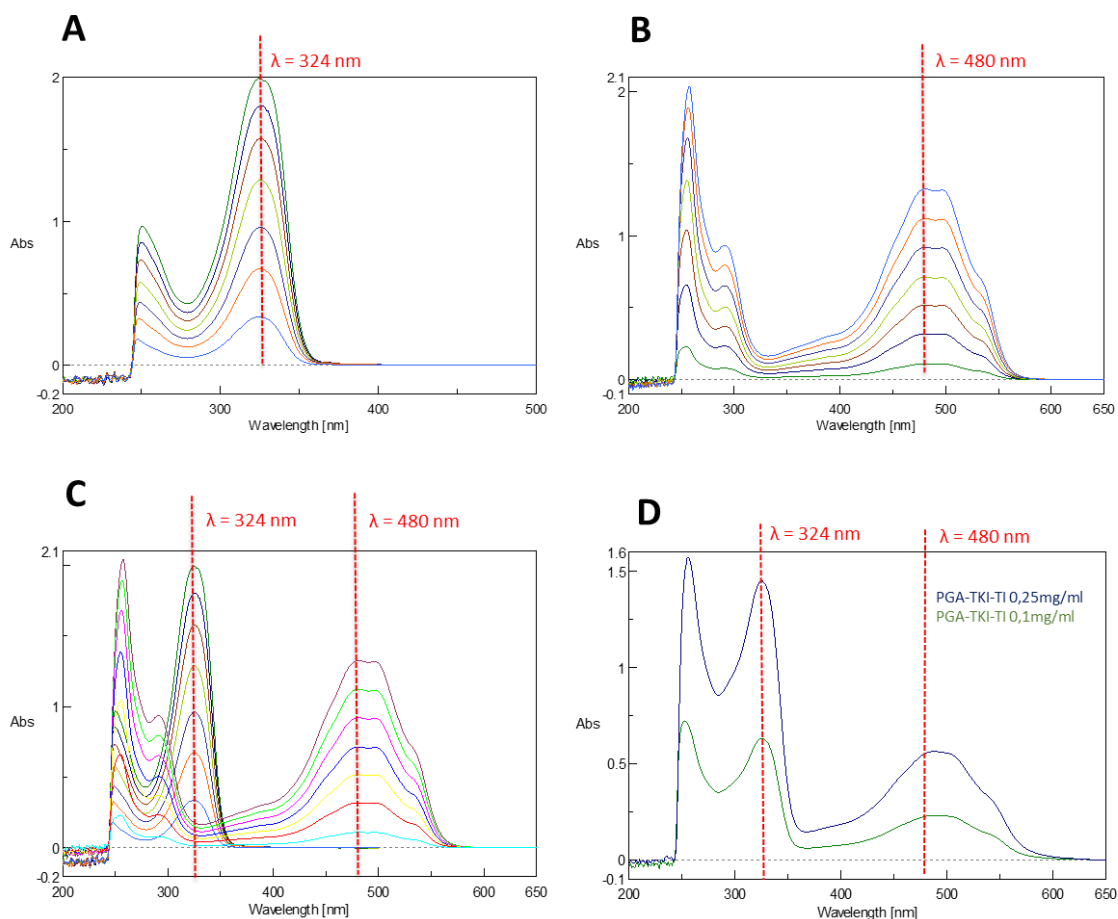 A
λ = 324 nm
2
1
Abs
0
-0.2
200
300
400
500
Wavelength [nm]
B
λ = 480 nm
2.1
2
1
Abs
0
-0.1
200
300
400
500
600
650
Wavelength [nm]
C
λ = 324 nm
λ = 480 nm
2.1
2
1
Abs
0
-0.2
200
300
400
500
600
650
Wavelength [nm]
D
λ = 324 nm
λ = 480 nm
1.6
1.5
PGA-TKI-TI 0,25mg/ml
PGA-TKI-TI 0,1mg/ml
1
Abs
0.5
0
-0.1
200
300
400
500
600
650
Wavelength [nm]